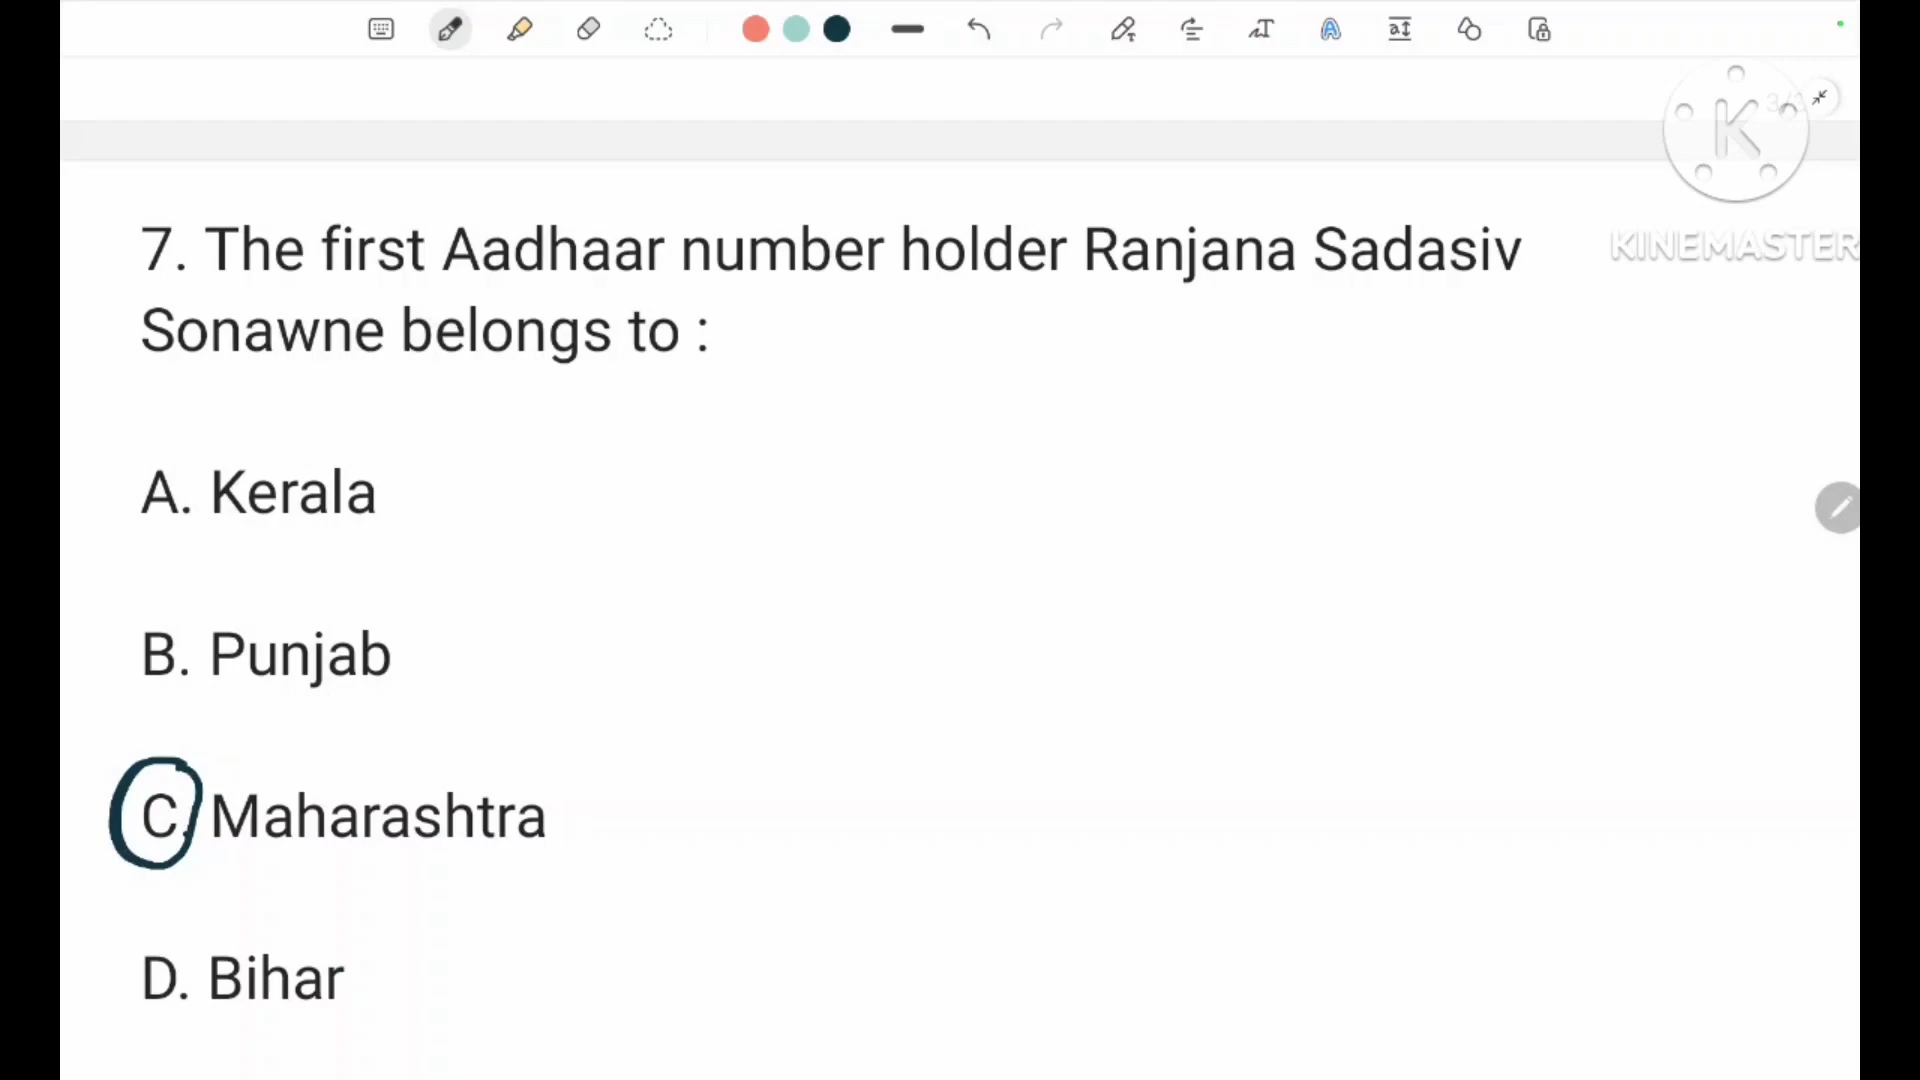 7. The first Aadhaar number holder Ranjana Sadasiv
Sonawne belongs to :
A. Kerala
B. Punjab
C. Maharashtra
D. Bihar
K
KINEMASTER